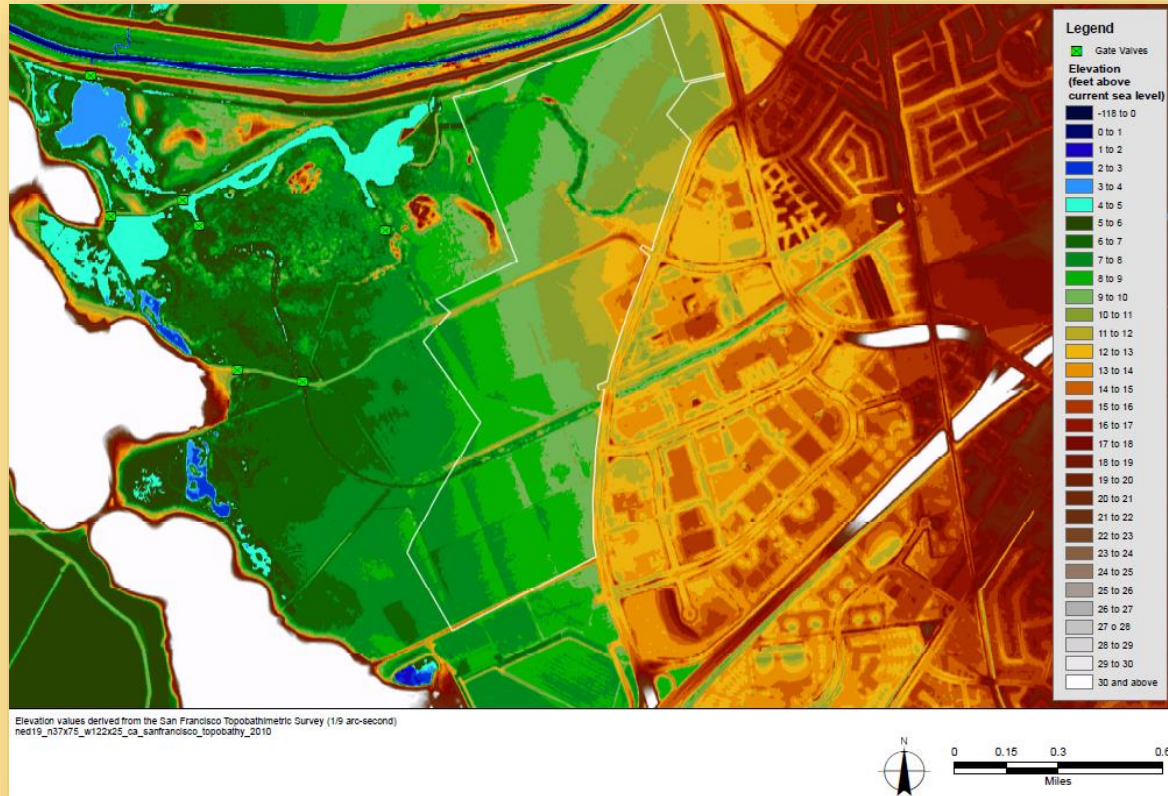 Legend
Gate Valves
Elevation
(feet above
current sea level)
-118 to 0
0 to 1
1 to 2
2 to 3
3 to 4
4 to 5
5 to 6
6 to 7
7 to 8
8 to 9
9 to 10
10 to 11
11 to 12
12 to 13
13 to 14
14 to 15
15 to 16
16 to 17
17 to 18
18 to 19
19 to 20
20 to 21
21 to 22
22 to 23
23 to 24
24 to 25
25 to 26
26 to 27
27 o 28
28 to 29
29 to 30
30 and above
Elevation values derived from the San Francisco Topobathimetric Survey (1/9 arc-second)
ned19_n37x75_w122x25_ca_sanfrancisco_topobathy_2010
N
0 0.15 0.3 0.6
Miles